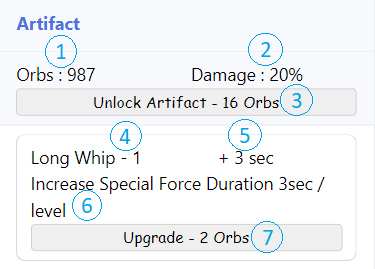 Artifact
1 2
Orbs : 987 Damage : 20%
Unlock Artifact - 16 Orbs 3
4 5
Long Whip - 1 + 3 sec
Increase Special Force Duration 3sec /
level 6
Upgrade - 2 Orbs 7